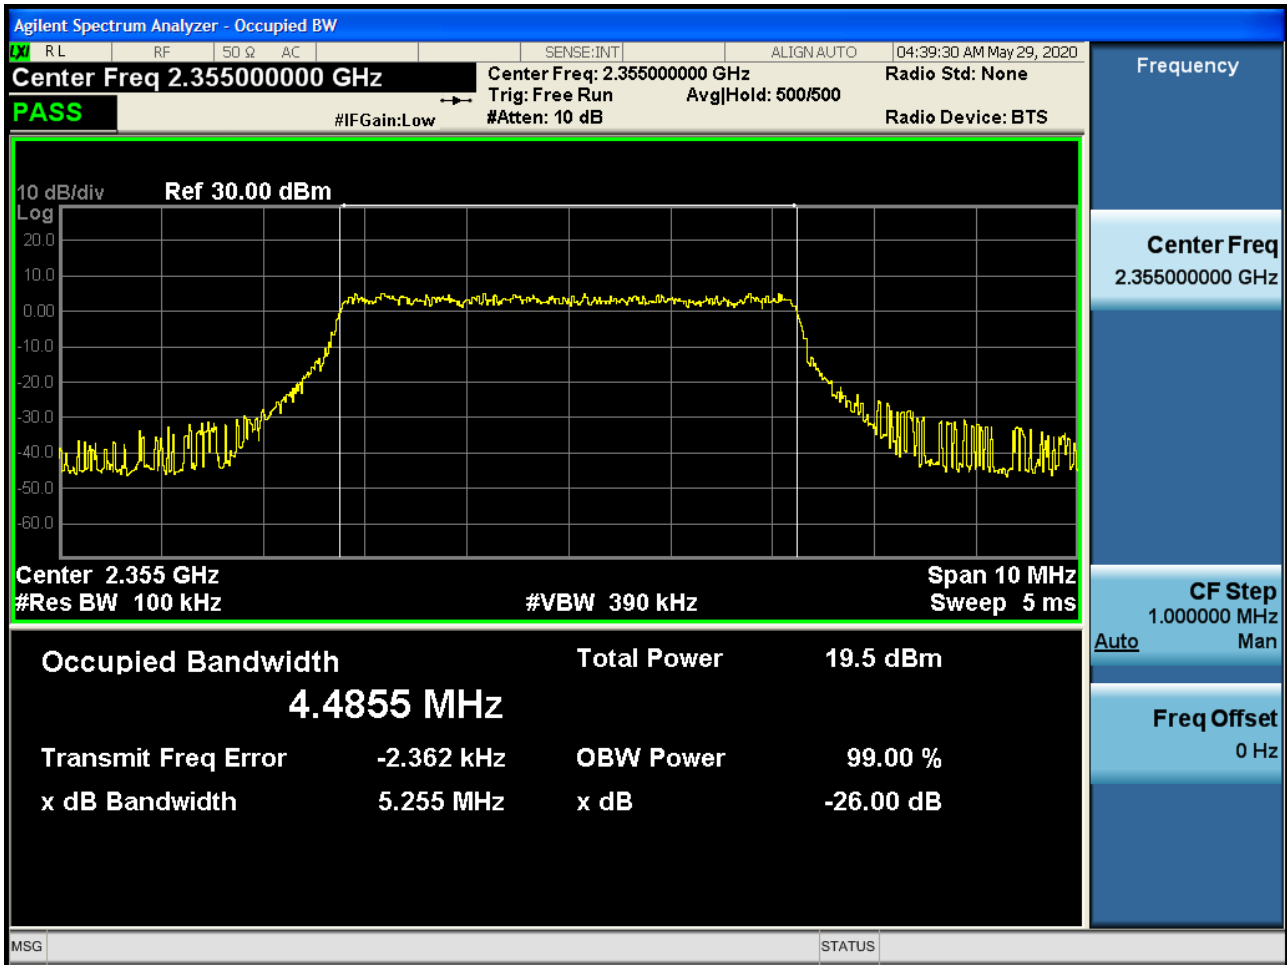 Agilent Spectrum Analyzer - Occupied BW
LXI RL RF 50 Ω AC SENSE:INT ALIGNAUTO 04:39:30 AM May 29, 2020
Center Freq 2.355000000 GHz
Center Freq: 2.355000000 GHz Radio Std: None
Trig: Free Run Avg|Hold: 500/500
PASS #IFGain:Low #Atten: 10 dB Radio Device: BTS
10 dB/div Ref 30.00 dBm
Log
20.0
10.0
0.00
-10.0
-20.0
-30.0
-40.0
-50.0
-60.0
Center 2.355 GHz Span 10 MHz
#Res BW 100 kHz #VBW 390 kHz Sweep 5 ms
Occupied Bandwidth Total Power 19.5 dBm
4.4855 MHz
Transmit Freq Error -2.362 kHz OBW Power 99.00 %
x dB Bandwidth 5.255 MHz x dB -26.00 dB
MSG STATUS
Frequency
Center Freq
2.355000000 GHz
CF Step
1.000000 MHz
Auto Man
Freq Offset
0 Hz